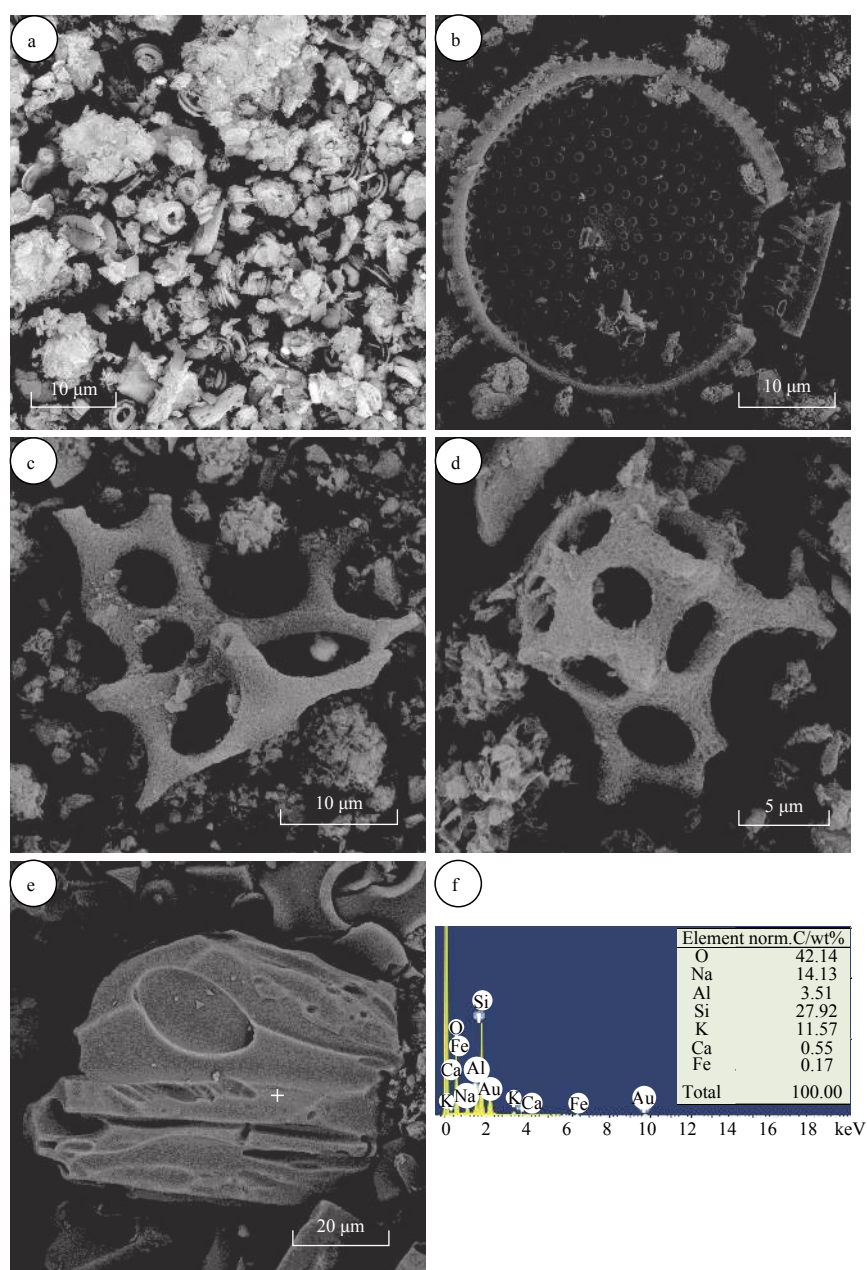 a
10 μm
b
10 μm
c
10 μm
d
5 μm
e
20 μm
f
Element norm.C/wt%
O 42.14
Na 14.13
Al 3.51
Si 27.92
K 11.57
Ca 0.55
Fe 0.17
Total 100.00
Si
O
Fe
Ca
Al
K
Na
Au
K
Ca
Fe
Au
0 2 4 6 8 10 12 14 16 18 keV